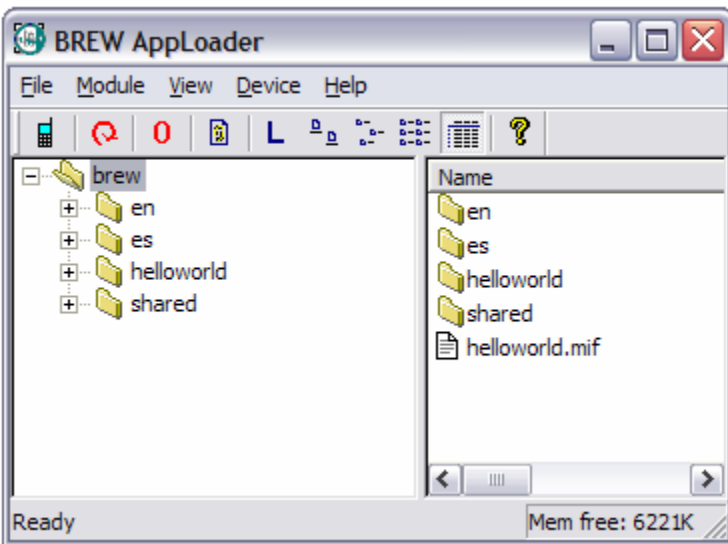 BREW AppLoader
File Module View Device Help
0 L D D ?
brew
en
es
helloworld
shared
Name
en
es
helloworld
shared
helloworld.mif
Ready
Mem free: 6221K